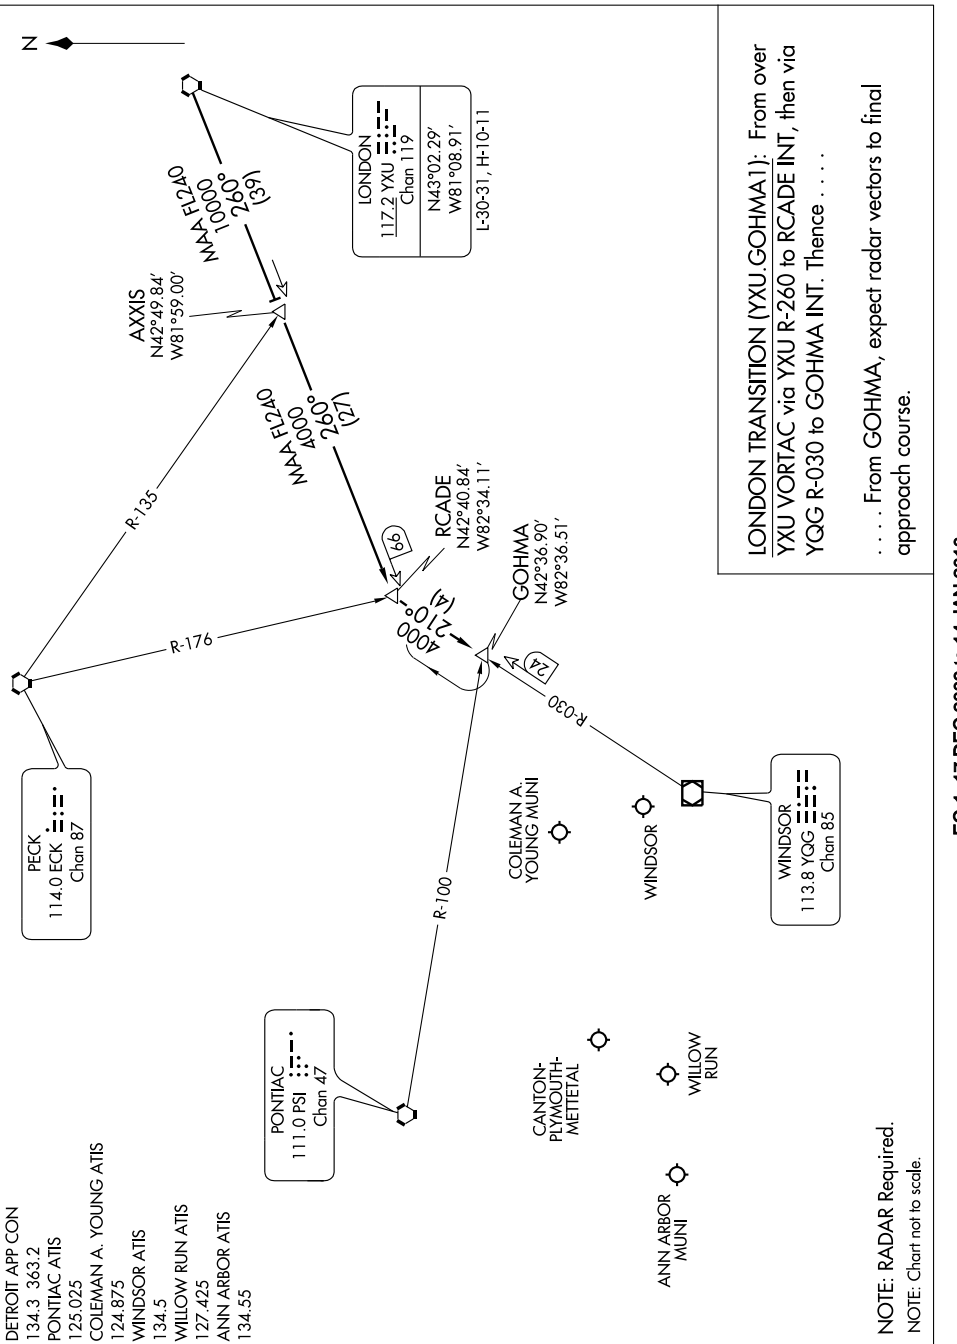 DETROIT APP CON
134.3 363.2
PONTIAC ATIS
125.025
COLEMAN A. YOUNG ATIS
124.875
WINDSOR ATIS
134.5
WILLOW RUN ATIS
127.425
ANN ARBOR ATIS
134.55
PECK
114.0 ECK
Chan 87
R-135
R-176
AXXIS
N42°49.84′
W81°59.00′
MAA FL240
10000
260°
(39)
N
LONDON
117.2 YXU
Chan 119
N43°02.29′
W81°08.91′
L-30-31, H-10-11
MAA FL240
4000
260°
(27)
66
RCADE
N42°40.84′
W82°34.11′
4000
210°
(4)
GOHMA
N42°36.90′
W82°36.51′
24
R-030
R-100
PONTIAC
111.0 PSI
Chan 47
COLEMAN A.
YOUNG MUNI
WINDSOR
WINDSOR
113.8 YQG
Chan 85
CANTON-
PLYMOUTH-
METTETAL
WILLOW
RUN
ANN ARBOR
MUNI
LONDON TRANSITION (YXU.GOHMA1): From over
YXU VORTAC via YXU R-260 to RCADE INT, then via
YQG R-030 to GOHMA INT. Thence . . . .
. . . . From GOHMA, expect radar vectors to final
approach course.
NOTE: RADAR Required.
NOTE: Chart not to scale.